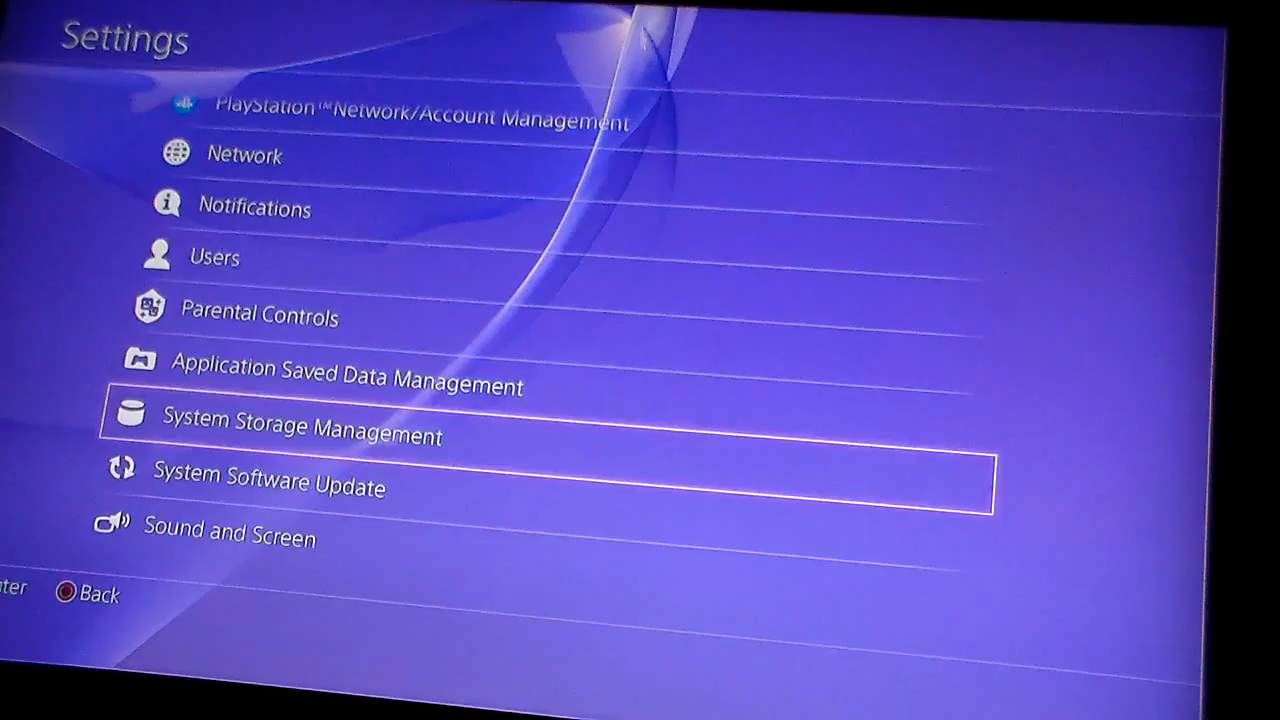 Settings
PlayStation™Network/Account Management
Network
Notifications
Users
Parental Controls
Application Saved Data Management
System Storage Management
System Software Update
Sound and Screen
ter
Back